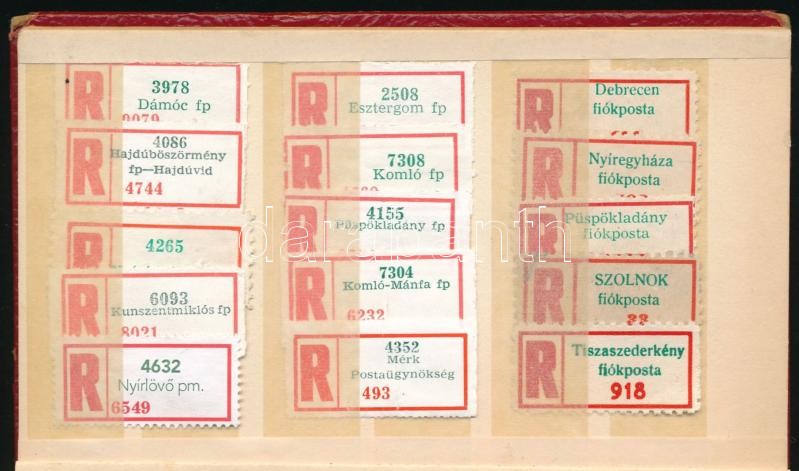 R
3978
Dámóc fp
R
4086
Hajdúböszörmény
fp—Hajdúvid
4744
R
4265
R
6093
Kunszentmiklós fp
8021
R
4632
Nyírlövő pm.
6549
R
2508
Esztergom fp
R
7308
Komló fp
R
4155
Püspökladány fp
R
7304
Komló-Mánfa fp
6232
R
4352
Mérk
Postaügynökség
493
R
Debrecen
fiókposta
R
Nyíregyháza
fiókposta
R
Püspökladány
fiókposta
R
SZOLNOK
fiókposta
R
Tiszaszederkény
fiókposta
918
darabanth